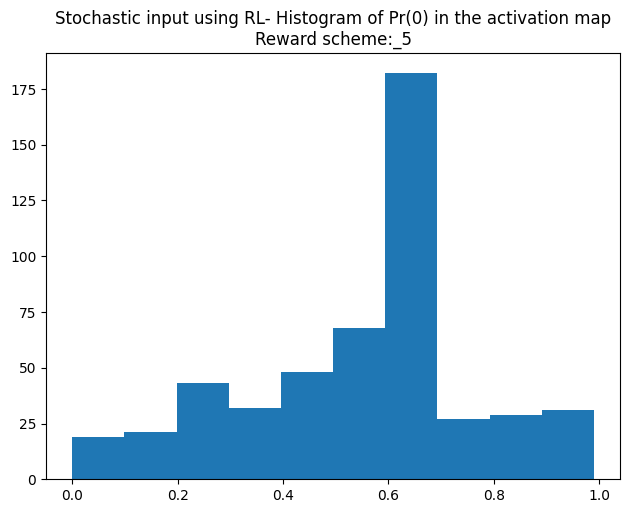 Stochastic input using RL- Histogram of Pr(0) in the activation map
Reward scheme:_5
175
150
125
100
75
50
25
0
0.0 0.2 0.4 0.6 0.8 1.0